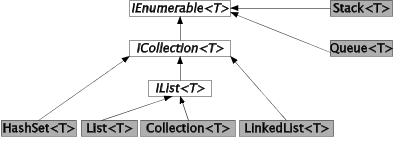 IEnumerable<T>
Stack<T>
ICollection<T>
Queue<T>
IList<T>
HashSet<T>
List<T>
Collection<T>
LinkedList<T>